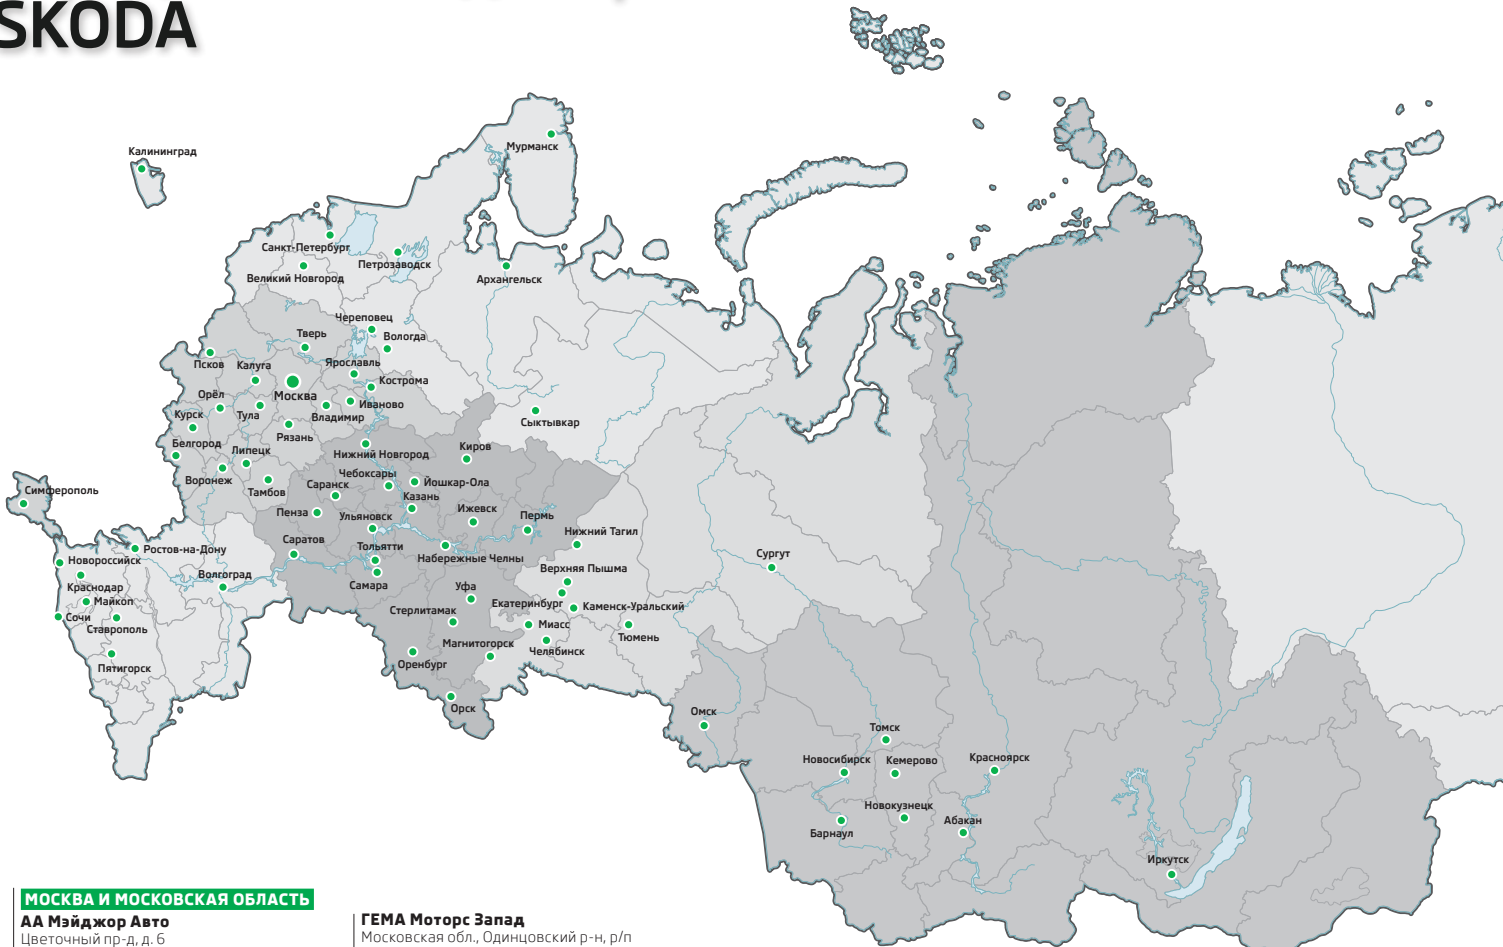 SKODA
Калининград
Мурманск
Санкт-Петербург
Петрозаводск
Великий Новгород
Архангельск
Череповец
Тверь
Вологда
Псков
Калуга
Ярославль
Кострома
Москва
Орёл
Иваново
Курск
Тула
Владимир
Сыктывкар
Рязань
Белгород
Липецк
Нижний Новгород
Киров
Воронеж
Чебоксары
Йошкар-Ола
Саранск
Тамбов
Казань
Симферополь
Пенза
Ульяновск
Ижевск
Пермь
Нижний Тагил
Саратов
Тольятти
Набережные Челны
Ростов-на-Дону
Новороссийск
Сургут
Верхняя Пышма
Волгоград
Самара
Уфа
Краснодар
Майкоп
Екатеринбург
Каменск-Уральский
Стерлитамак
Сочи
Ставрополь
Миасс
Тюмень
Магнитогорск
Челябинск
Пятигорск
Оренбург
Орск
Омск
Томск
Новосибирск
Кемерово
Красноярск
Новокузнецк
Барнаул
Абакан
Иркутск
МОСКВА И МОСКОВСКАЯ ОБЛАСТЬ
АА Мэйджор Авто
Цветочный пр-д, д. 6
ГЕМА Моторс Запад
Московская обл., Одинцовский р-н, р/п